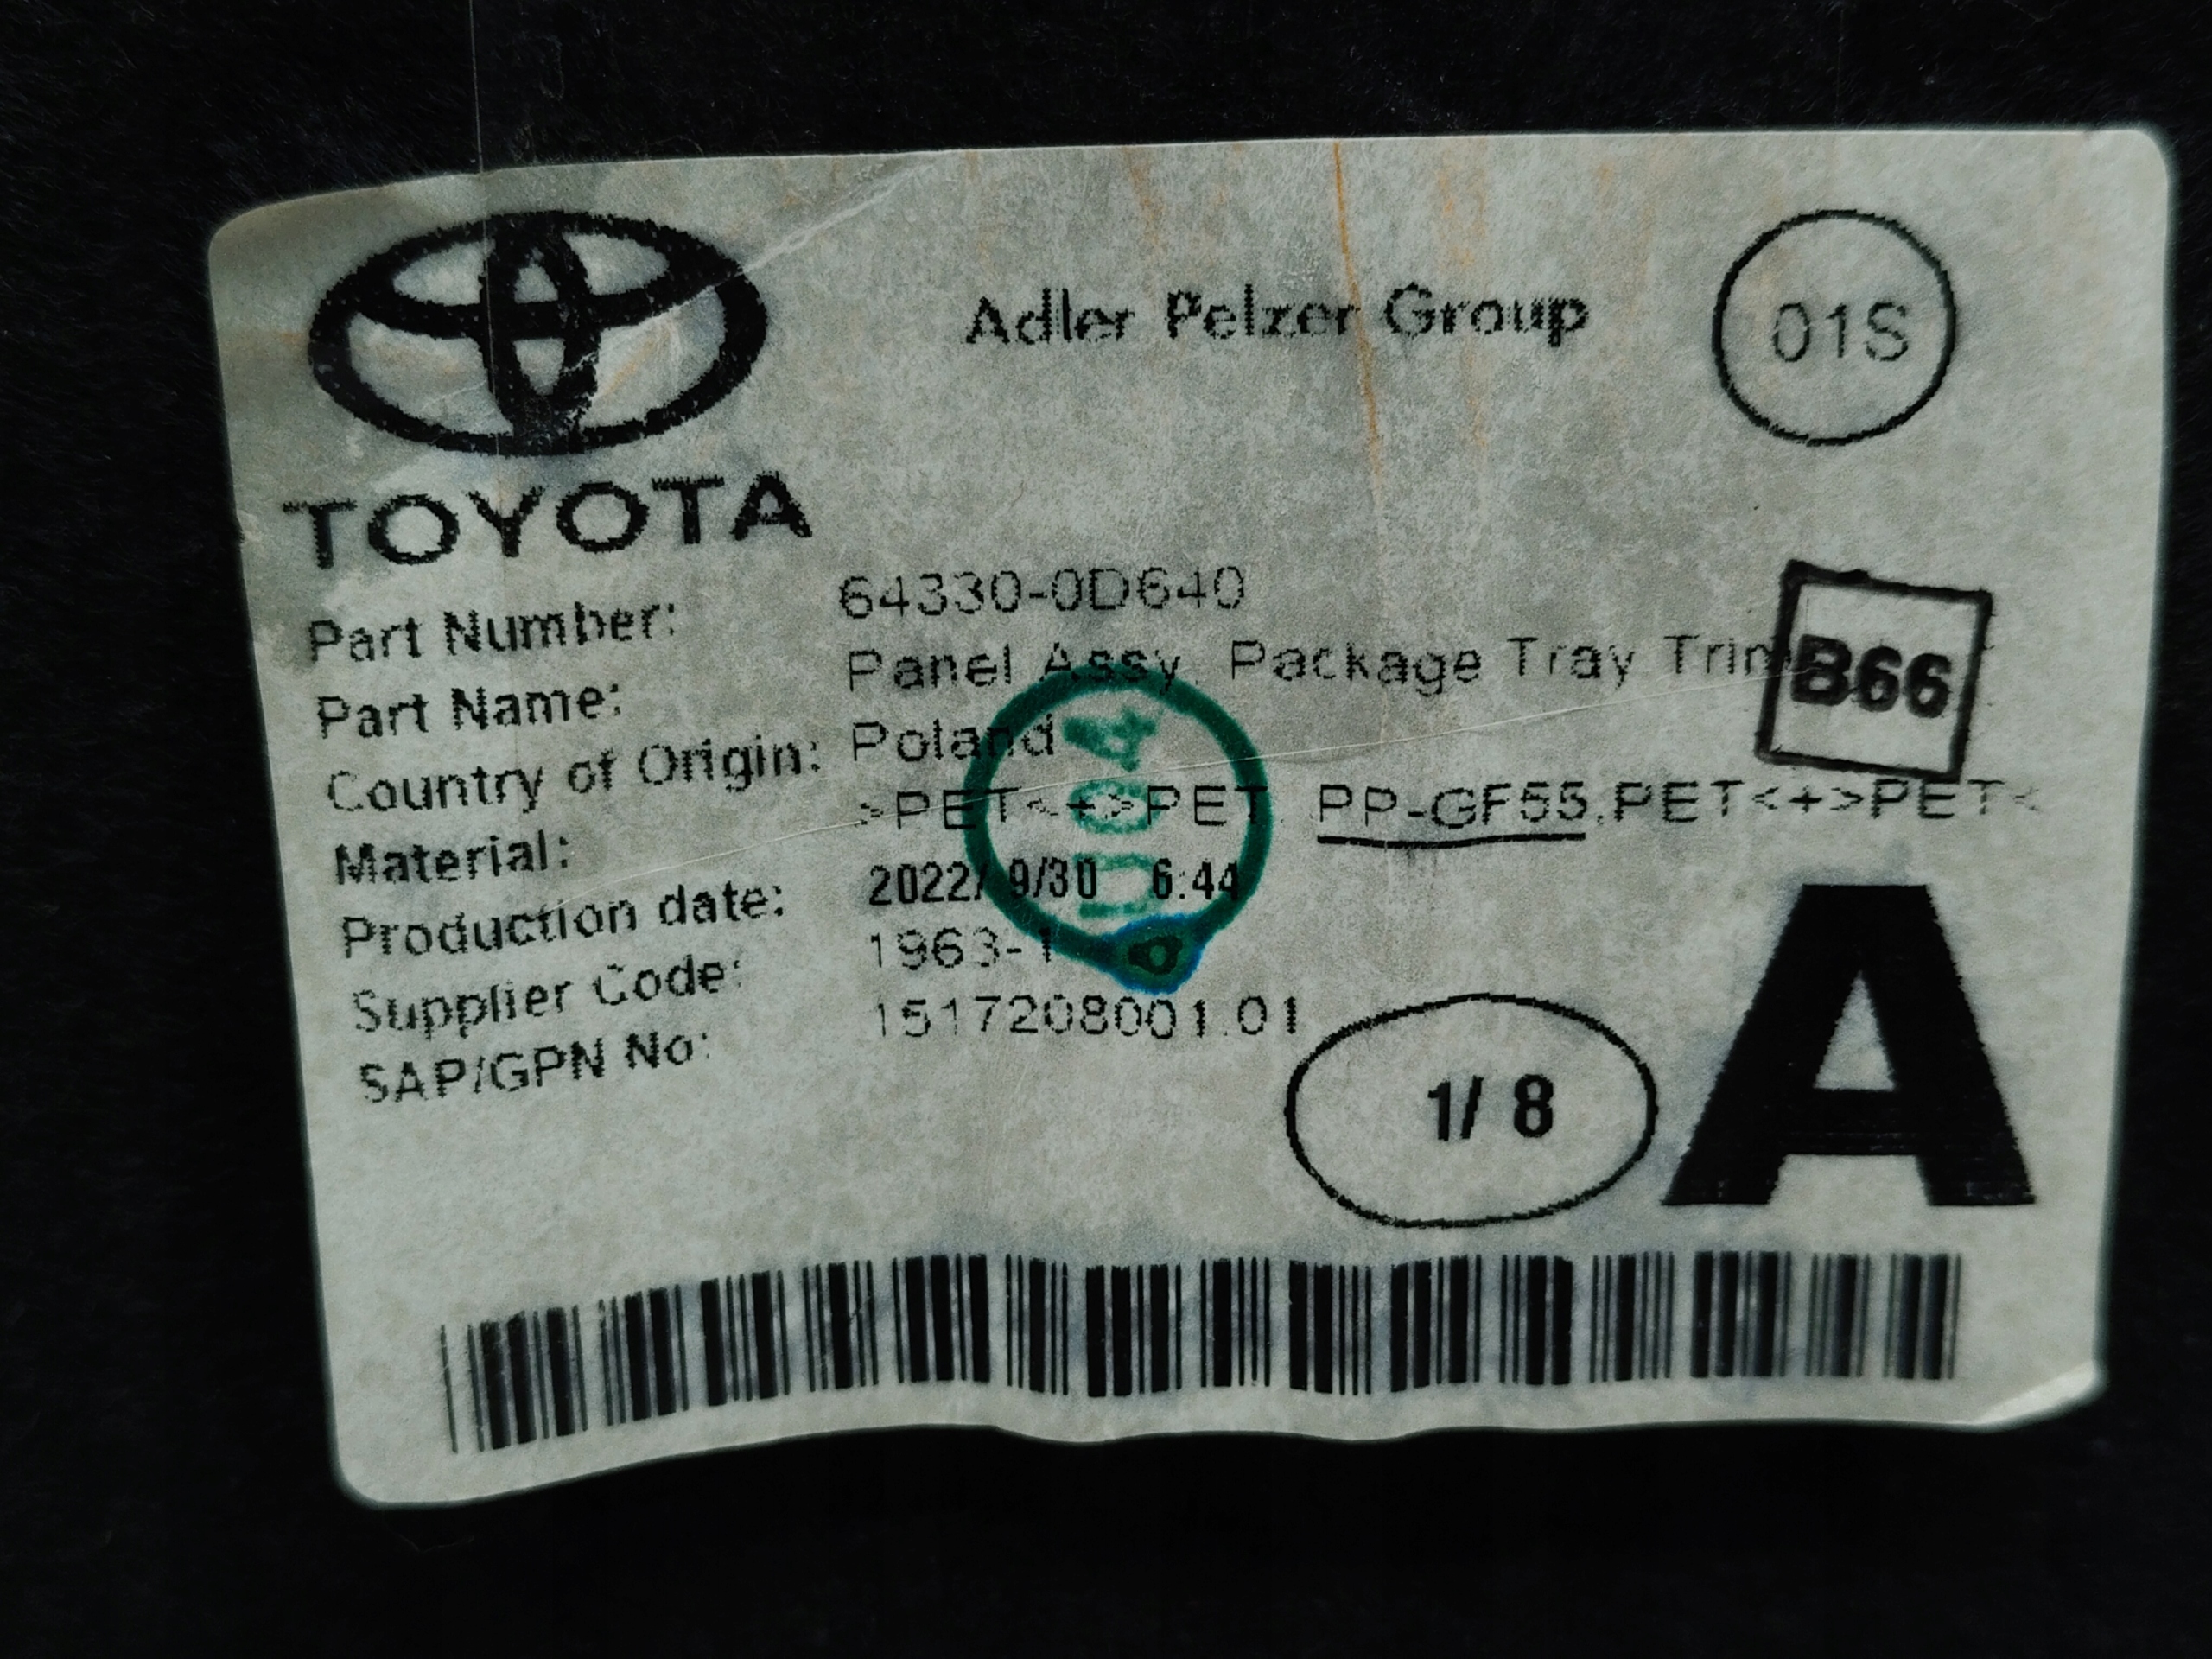 Adler Pelzer Group
01S
TOYOTA
Part Number: 64330-0D640
Part Name: Panel Assy, Package Tray Trim
B66
Country of Origin: Poland
Material: >PET<+>PET, PP-GF55,PET<+>PET<
Production date: 2022/ 9/30 6:44
Supplier Code: 1963-1
SAP/GPN No: 1517208001.01
1/ 8
A